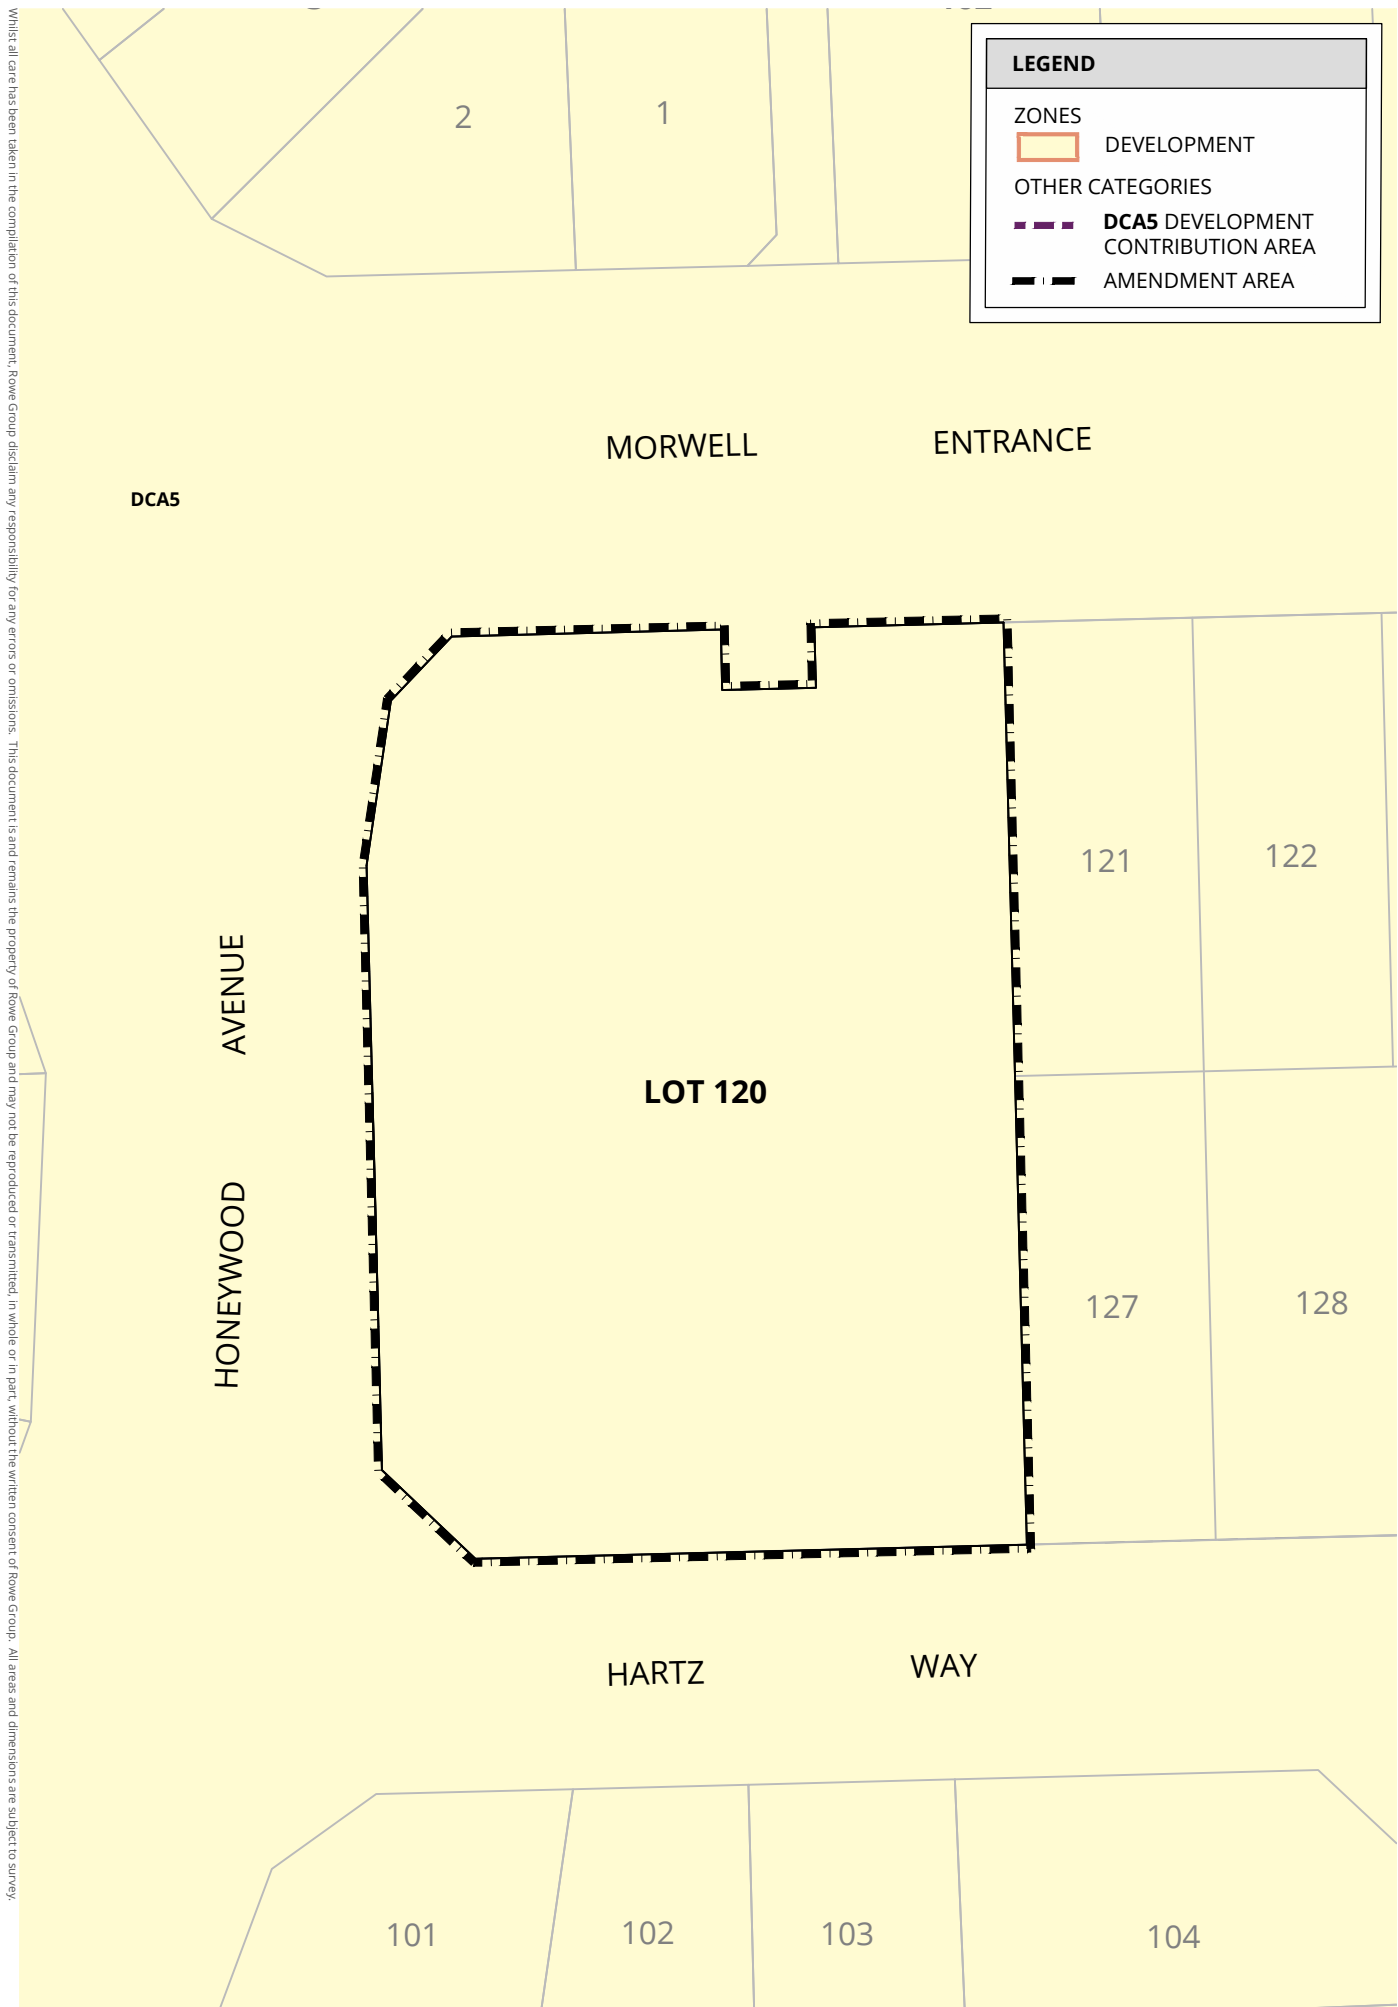 Whilst all care has been taken in the compilation of this document, Rowe Group disclaim any responsibility for any errors or omissions. This document is and remains the property of Rowe Group and may not be reproduced or transmitted, in whole or in part, without the written consent of Rowe Group. All areas and dimensions are subject to survey.
2
1
LEGEND
ZONES
DEVELOPMENT
OTHER CATEGORIES
DCA5 DEVELOPMENT
CONTRIBUTION AREA
AMENDMENT AREA
MORWELL ENTRANCE
DCA5
121
122
HONEYWOOD AVENUE
LOT 120
127
128
HARTZ WAY
101
102
103
104